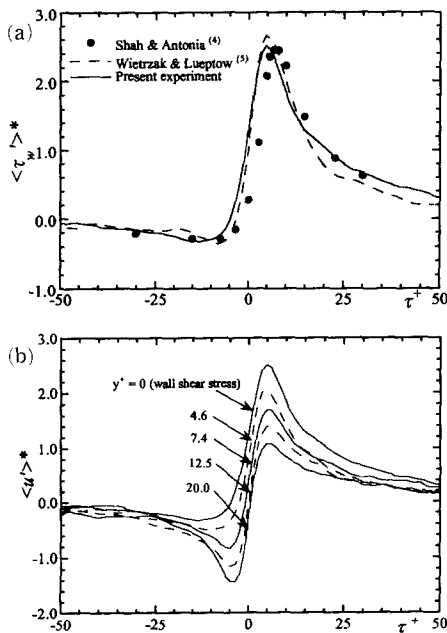 (a)
3.0
Shah & Antonia (4)
Wietrzak & Lueptow (5)
Present experiment
2.0
<τw'>*
1.0
0.0
-1.0
-50 -25 0 25 50
τ+
(b)
3.0
y+ = 0 (wall shear stress)
2.0
4.6
7.4
12.5
20.0
<u'>*
1.0
0.0
-1.0
-2.0
-50 -25 0 25 50
τ+